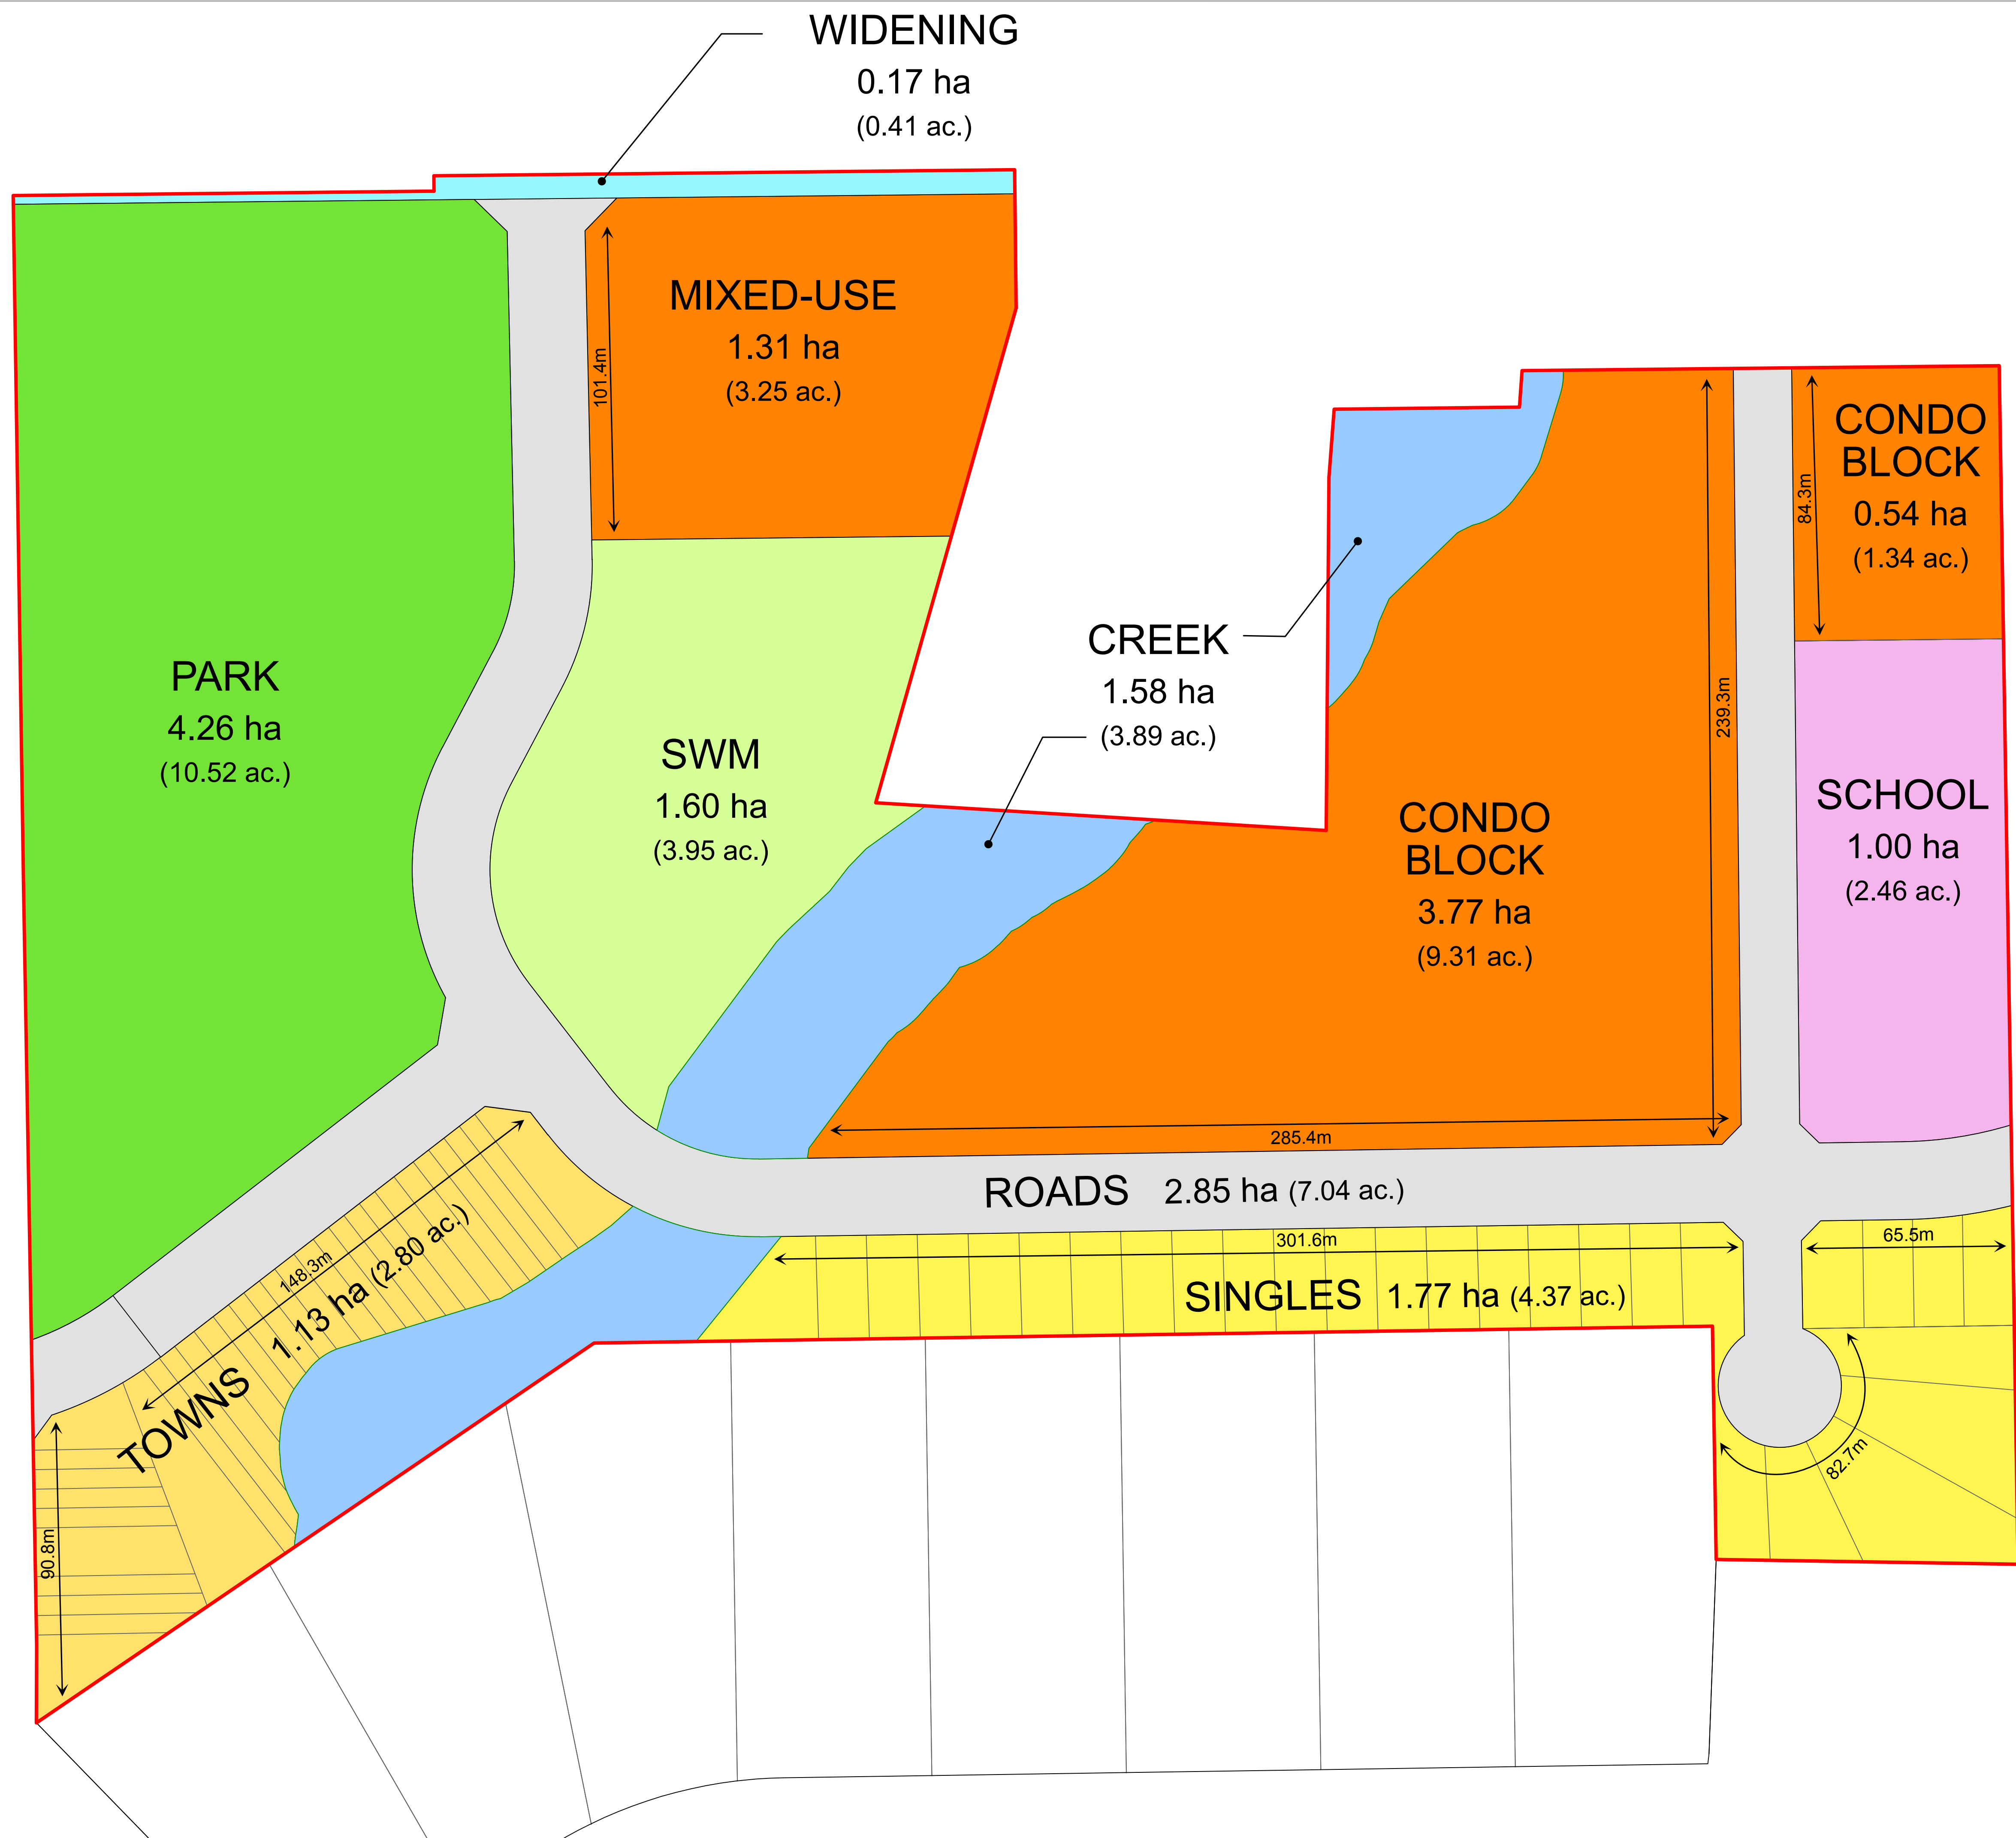 WIDENING
0.17 ha
(0.41 ac.)
MIXED-USE
1.31 ha
(3.25 ac.)
101.4m
CONDO
BLOCK
0.54 ha
(1.34 ac.)
84.3m
PARK
4.26 ha
(10.52 ac.)
SWM
1.60 ha
(3.95 ac.)
CREEK
1.58 ha
(3.89 ac.)
239.3m
CONDO
BLOCK
3.77 ha
(9.31 ac.)
SCHOOL
1.00 ha
(2.46 ac.)
285.4m
ROADS 2.85 ha (7.04 ac.)
148.3m
TOWNS 1.13 ha (2.80 ac.)
301.6m
65.5m
SINGLES 1.77 ha (4.37 ac.)
82.7m
90.8m